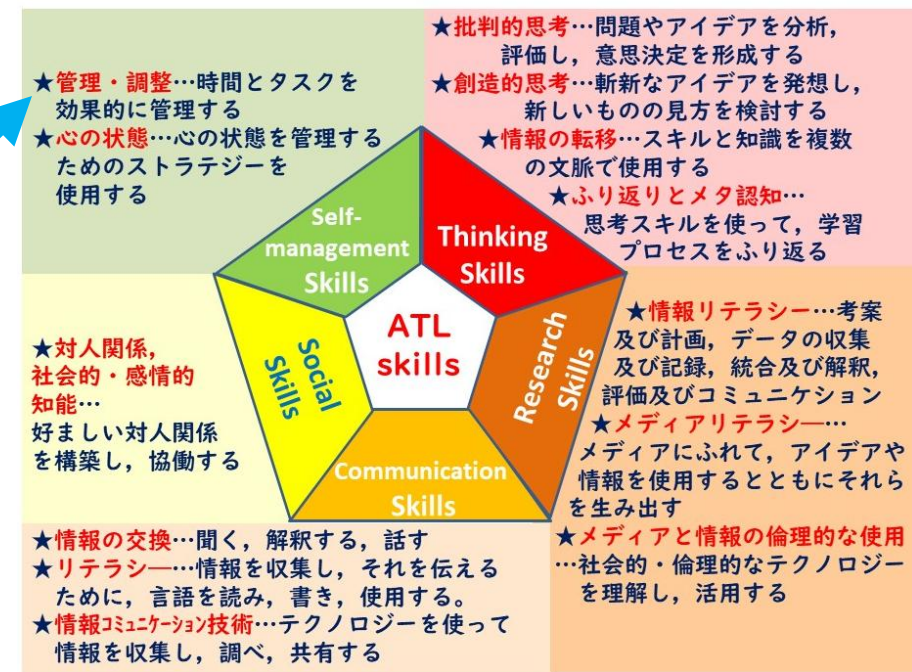 ★管理・調整…時間とタスクを
効果的に管理する
★心の状態…心の状態を管理する
ためのストラテジーを
使用する
★批判的思考…問題やアイデアを分析，
評価し，意思決定を形成する
★創造的思考…斬新なアイデアを発想し，
新しいものの見方を検討する
★情報の転移…スキルと知識を複数
の文脈で使用する
★ふり返りとメタ認知…
思考スキルを使って，学習
プロセスをふり返る
Self-
management
Skills
Thinking
Skills
ATL
skills
Social
Skills
Research
Skills
Communication
Skills
★対人関係，
社会的・感情的
知能…
好ましい対人関係
を構築し，協働する
★情報リテラシー…考案
及び計画，データの収集
及び記録，統合及び解釈，
評価及びコミュニケション
★メディアリテラシー…
メディアにふれて，アイデアや
情報を使用するとともにそれら
を生み出す
★メディアと情報の倫理的な使用
…社会的・倫理的なテクノロジー
を理解し，活用する
★情報の交換…聞く，解釈する，話す
★リテラシー…情報を収集し，それを伝える
ために，言語を読み，書き，使用する。
★情報ｺﾐｭﾆｹｰｼｮﾝ技術…テクノロジーを使って
情報を収集し，調べ，共有する